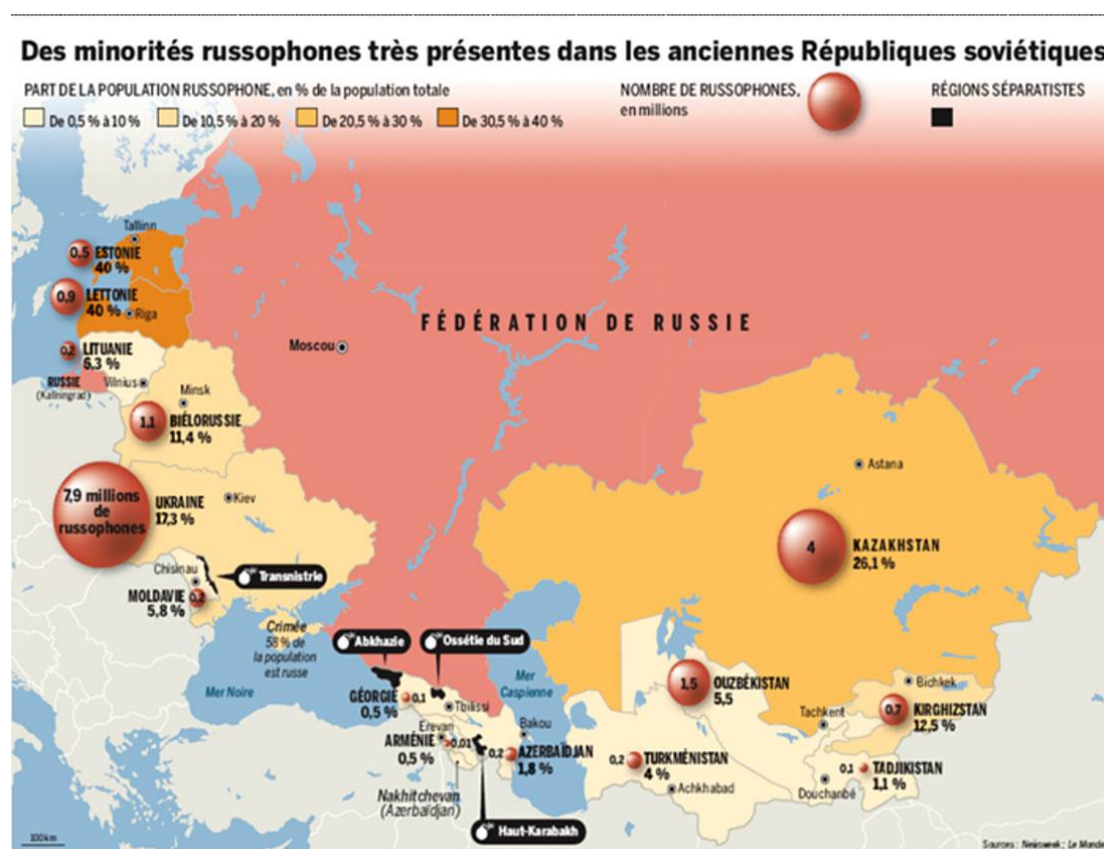 Des minorités russophones très présentes dans les anciennes Républiques soviétiques
PART DE LA POPULATION RUSSOPHONE, en % de la population totale
De 0,5 % à 10 %
De 10,5 % à 20 %
De 20,5 % à 30 %
De 30,5 % à 40 %
NOMBRE DE RUSSOPHONES,
en millions
RÉGIONS SÉPARATISTES
Tallinn
0,5 ESTONIE
40 %
0,9 LETTONIE
40 %
Riga
0,2 LITUANIE
6,3 %
RUSSIE
(Kaliningrad)
Vilnius
Minsk
1,1 BIÉLORUSSIE
11,4 %
FÉDÉRATION DE RUSSIE
Moscou
7,9 millions
de
russophones
UKRAINE
17,3 %
Kiev
Astana
4 KAZAKHSTAN
26,1 %
Chisinau
Transnistrie
MOLDAVIE 0,2
5,8 %
Crimée
58 % de
la population
est russe
Abkhazie
Ossétie du Sud
Mer Noire
Mer
Caspienne
GÉORGIE 0,1
0,5 %
Tbilissi
Erevan
ARMÉNIE 0,01
0,5 %
Bakou
0,2 AZERBAÏDJAN
1,8 %
Nakhitchevan
(Azerbaïdjan)
Haut-Karabakh
1,5 OUZBÉKISTAN
5,5
Bichkek
0,7 KIRGHIZSTAN
12,5 %
Tachkent
0,2 TURKMÉNISTAN
4 %
Achkhabad
0,1 TADJIKISTAN
1,1 %
Douchanbé
100 km
Sources : Newsweek ; Le Monde